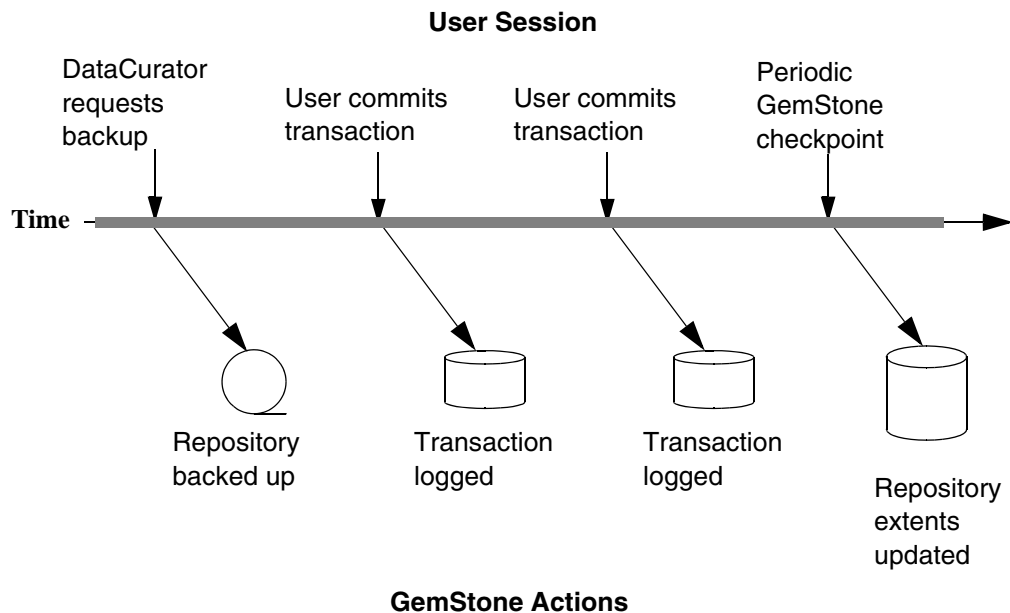 User Session
DataCurator
requests
backup
User commits
transaction
User commits
transaction
Periodic
GemStone
checkpoint
Time
Repository
backed up
Transaction
logged
Transaction
logged
Repository
extents
updated
GemStone Actions